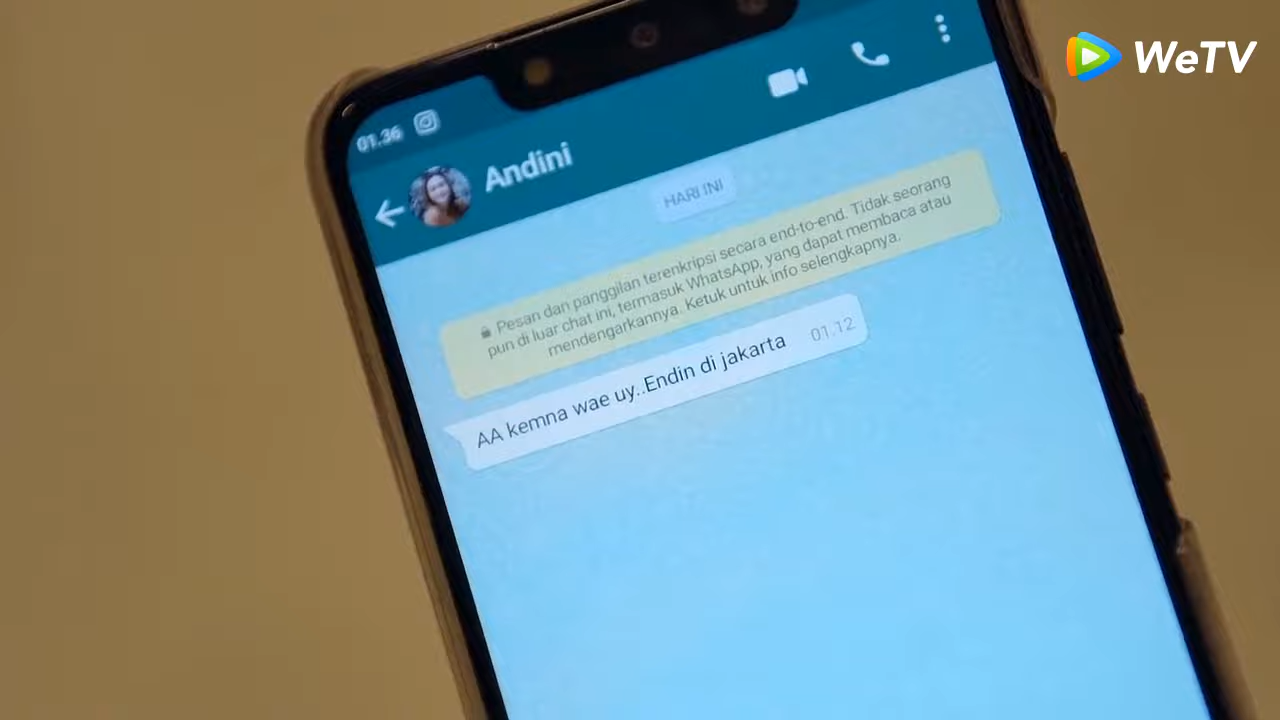 WeTV
01.36
Andini
HARI INI
Pesan dan panggilan terenkripsi secara end-to-end. Tidak seorang
pun di luar chat ini, termasuk WhatsApp, yang dapat membaca atau
mendengarkannya. Ketuk untuk info selengkapnya.
AA kemna wae uy..Endin di jakarta 01.12